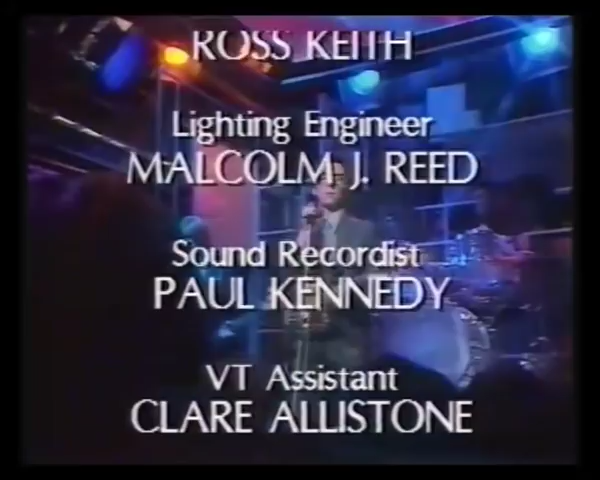 ROSS KEITH
Lighting Engineer
MALCOLM J. REED
Sound Recordist
PAUL KENNEDY
VT Assistant
CLARE ALLISTONE